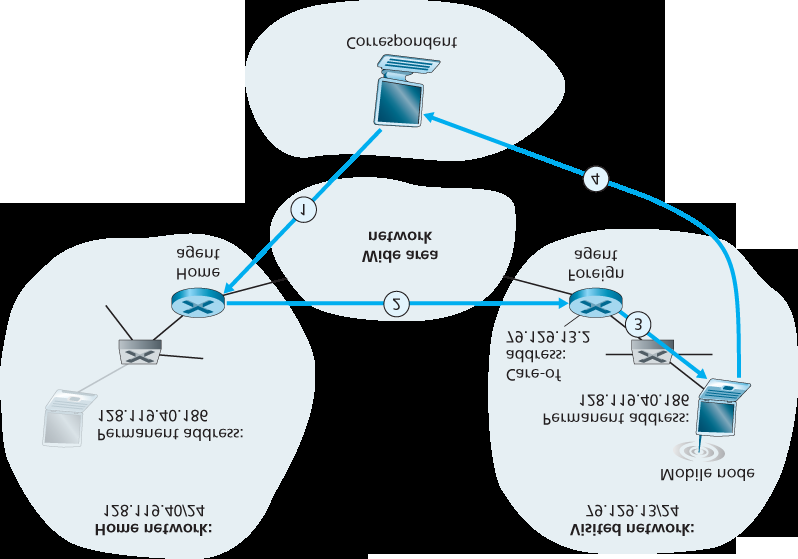 Home network:
128.119.40/24
Visited network:
79.129.13/24
Mobile node
Permanent address:
128.119.40.186
Permanent address:
128.119.40.186
Care-of
address:
79.129.13.2
Home
agent
Foreign
agent
Wide area
network
Correspondent
1
2
3
4